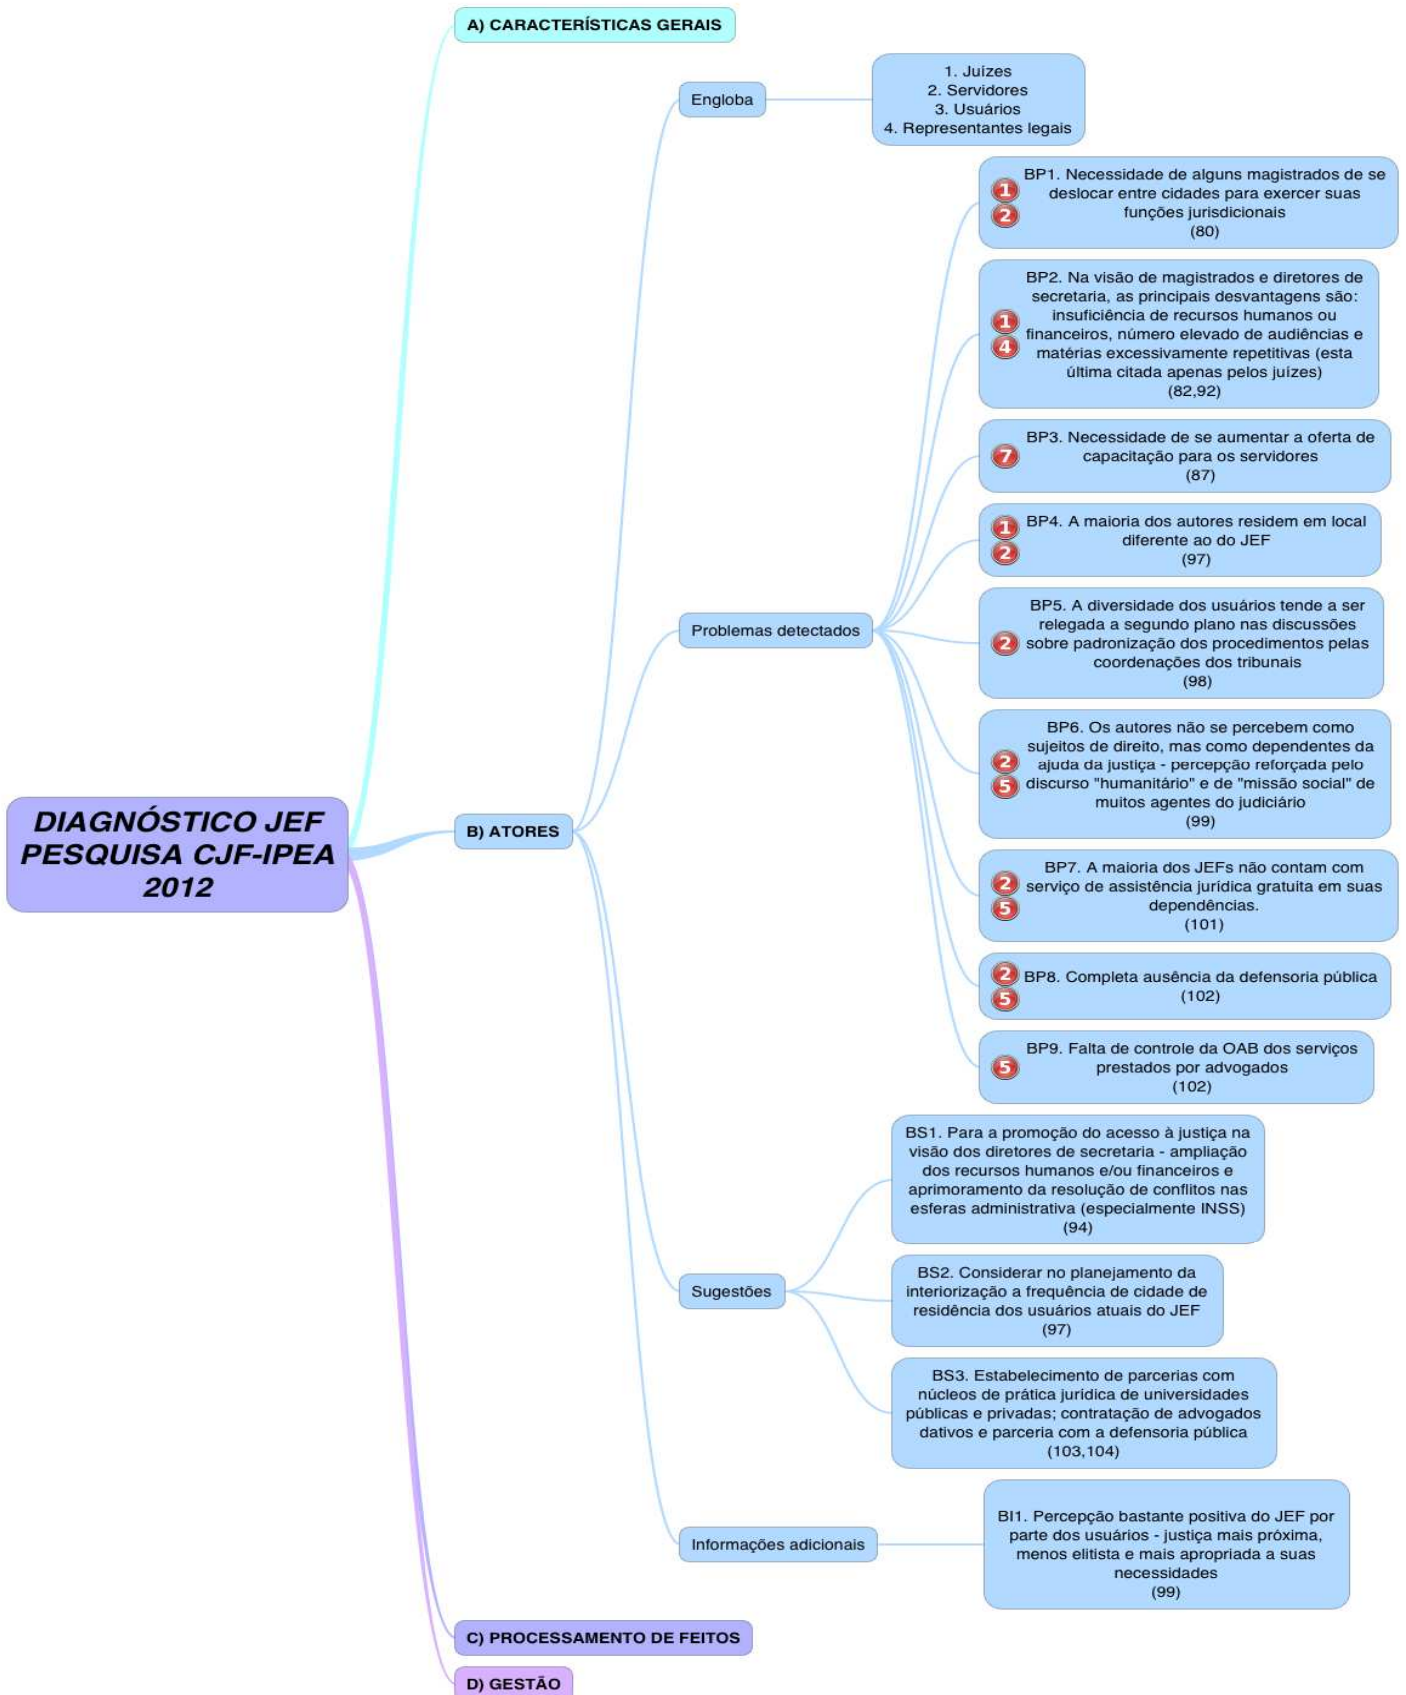 A) CARACTERÍSTICAS GERAIS
Engloba
1. Juízes
2. Servidores
3. Usuários
4. Representantes legais
BP1. Necessidade de alguns magistrados de se
deslocar entre cidades para exercer suas
funções jurisdicionais
(80)
1
2
BP2. Na visão de magistrados e diretores de
secretaria, as principais desvantagens são:
insuficiência de recursos humanos ou
financeiros, número elevado de audiências e
matérias excessivamente repetitivas (esta
última citada apenas pelos juízes)
(82,92)
1
4
BP3. Necessidade de se aumentar a oferta de
capacitação para os servidores
(87)
7
BP4. A maioria dos autores residem em local
diferente ao do JEF
(97)
1
2
Problemas detectados
BP5. A diversidade dos usuários tende a ser
relegada a segundo plano nas discussões
sobre padronização dos procedimentos pelas
coordenações dos tribunais
(98)
2
BP6. Os autores não se percebem como
sujeitos de direito, mas como dependentes da
ajuda da justiça - percepção reforçada pelo
discurso "humanitário" e de "missão social" de
muitos agentes do judiciário
(99)
2
5
DIAGNÓSTICO JEF
PESQUISA CJF-IPEA
2012
B) ATORES
BP7. A maioria dos JEFs não contam com
serviço de assistência jurídica gratuita em suas
dependências.
(101)
2
5
BP8. Completa ausência da defensoria pública
(102)
2
5
BP9. Falta de controle da OAB dos serviços
prestados por advogados
(102)
5
BS1. Para a promoção do acesso à justiça na
visão dos diretores de secretaria - ampliação
dos recursos humanos e/ou financeiros e
aprimoramento da resolução de conflitos nas
esferas administrativa (especialmente INSS)
(94)
Sugestões
BS2. Considerar no planejamento da
interiorização a frequência de cidade de
residência dos usuários atuais do JEF
(97)
BS3. Estabelecimento de parcerias com
núcleos de prática jurídica de universidades
públicas e privadas; contratação de advogados
dativos e parceria com a defensoria pública
(103,104)
Informações adicionais
BI1. Percepção bastante positiva do JEF por
parte dos usuários - justiça mais próxima,
menos elitista e mais apropriada a suas
necessidades
(99)
C) PROCESSAMENTO DE FEITOS
D) GESTÃO